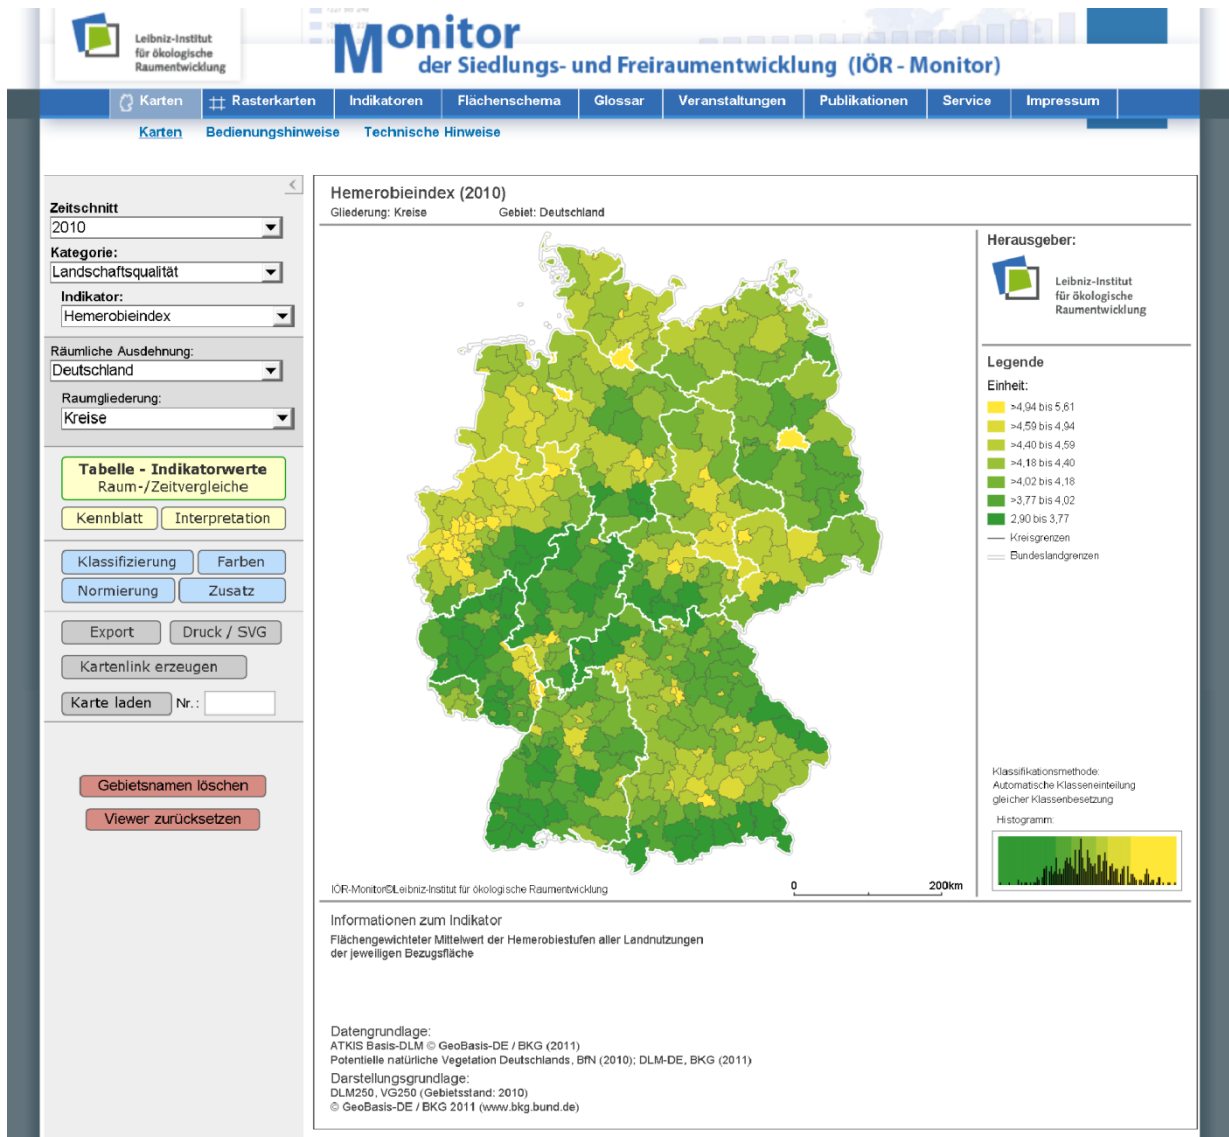 Leibniz-Institut
für ökologische
Raumentwicklung
Monitor
der Siedlungs- und Freiraumentwicklung (IÖR - Monitor)
Karten
Rasterkarten
Indikatoren
Flächenschema
Glossar
Veranstaltungen
Publikationen
Service
Impressum
Karten
Bedienungshinweise
Technische Hinweise
<
Zeitschnitt
2010
Kategorie:
Landschaftsqualität
Indikator:
Hemerobieindex
Räumliche Ausdehnung:
Deutschland
Raumgliederung:
Kreise
Tabelle - Indikatorwerte
Raum-/Zeitvergleiche
Kennblatt
Interpretation
Klassifizierung
Farben
Normierung
Zusatz
Export
Druck / SVG
Kartenlink erzeugen
Karte laden
Nr.:
Gebietsnamen löschen
Viewer zurücksetzen
Hemerobieindex (2010)
Gliederung: Kreise
Gebiet: Deutschland
Herausgeber:
Leibniz-Institut
für ökologische
Raumentwicklung
Legende
Einheit:
>4,94 bis 5,61
>4,59 bis 4,94
>4,40 bis 4,59
>4,18 bis 4,40
>4,02 bis 4,18
>3,77 bis 4,02
2,90 bis 3,77
Kreisgrenzen
Bundeslandgrenzen
Klassifikationsmethode:
Automatische Klasseneinteilung
gleicher Klassenbesetzung
Histogramm:
IÖR-Monitor©Leibniz-Institut für ökologische Raumentwicklung
0
200km
Informationen zum Indikator
Flächengewichteter Mittelwert der Hemerobiestufen aller Landnutzungen
der jeweiligen Bezugsfläche
Datengrundlage:
ATKIS Basis-DLM © GeoBasis-DE / BKG (2011)
Potentielle natürliche Vegetation Deutschlands, BfN (2010); DLM-DE, BKG (2011)
Darstellungsgrundlage:
DLM250, VG250 (Gebietsstand: 2010)
© GeoBasis-DE / BKG 2011 (www.bkg.bund.de)